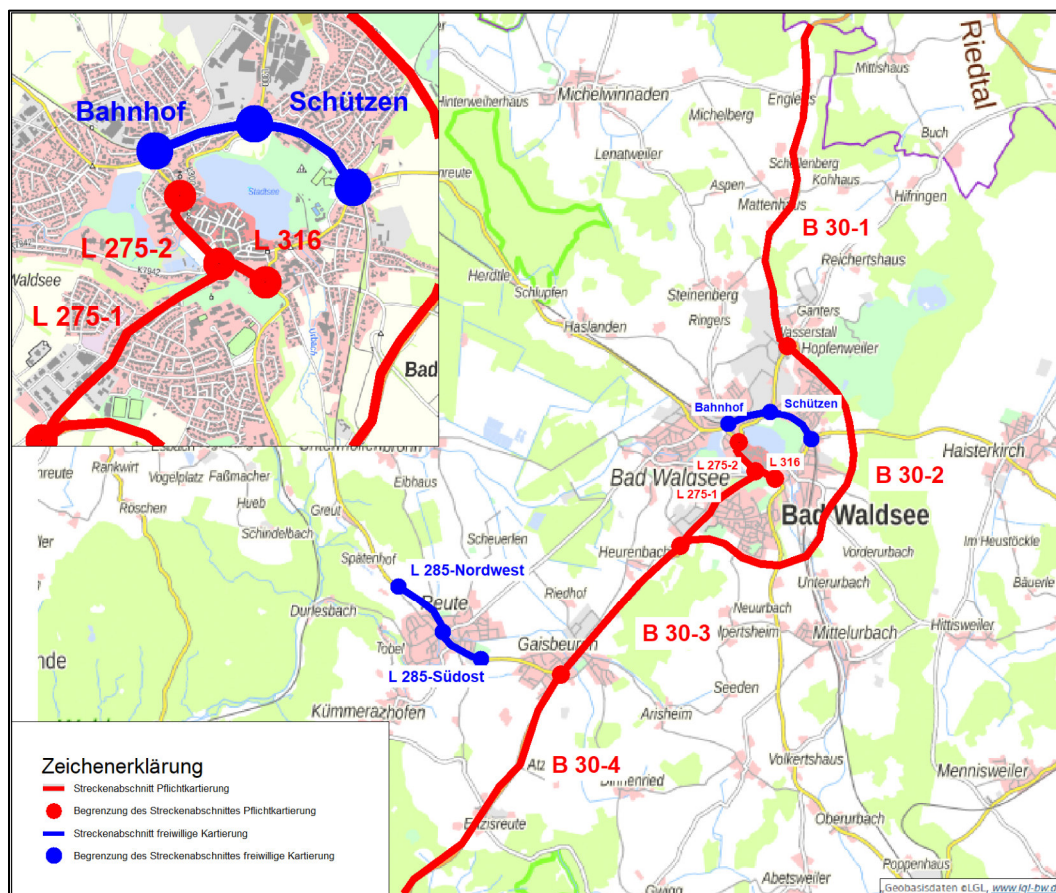 Bahnhof
Schützen
Stadtsee
L 275-2
L 316
K7942
Waldsee
L 275-1
Urbach
Bad
Riedtal
Mittishaus
Hinterweiherhaus
Michelwinnaden
Michelberg
Buch
Lenatweiler
Kohlhaus
Aspen
Mattenhaus
Hifringen
B 30-1
Reichertshaus
Herdtle
Schlupfen
Steinenberg
Ganters
Haslanden
Ringers
Hopfenweiler
Bahnhof
Schützen
Haisterkirch
L 275-2
L 316
Bad Waldsee
B 30-2
L 275-1
Bad Waldsee
Rankwirt
Vogelplatz
Faßmacher
Eibhaus
Röschen
Hueb
Greut
Schindelbach
Scheuerlen
Im Heustöckle
Spätenhof
Heurenbach
Vorderurbach
L 285-Nordwest
Riedhof
Unterurbach
Bäuerle
Reute
Durlesbach
Neuurbach
B 30-3
Hittisweiler
Tobel
Gaisbeuren
Mittelurbach
L 285-Südost
Seeden
Kümmerazhofen
Arisheim
Volkertshaus
B 30-4
Mennisweiler
Enzisreute
Oberurbach
Poppenhaus
Abetsweiler
Zeichenerklärung
Streckenabschnitt Pflichtkartierung
Begrenzung des Streckenabschnittes Pflichtkartierung
Streckenabschnitt freiwillige Kartierung
Begrenzung des Streckenabschnittes freiwillige Kartierung
Geobasisdaten ©LGL, www.lgl-bw.d